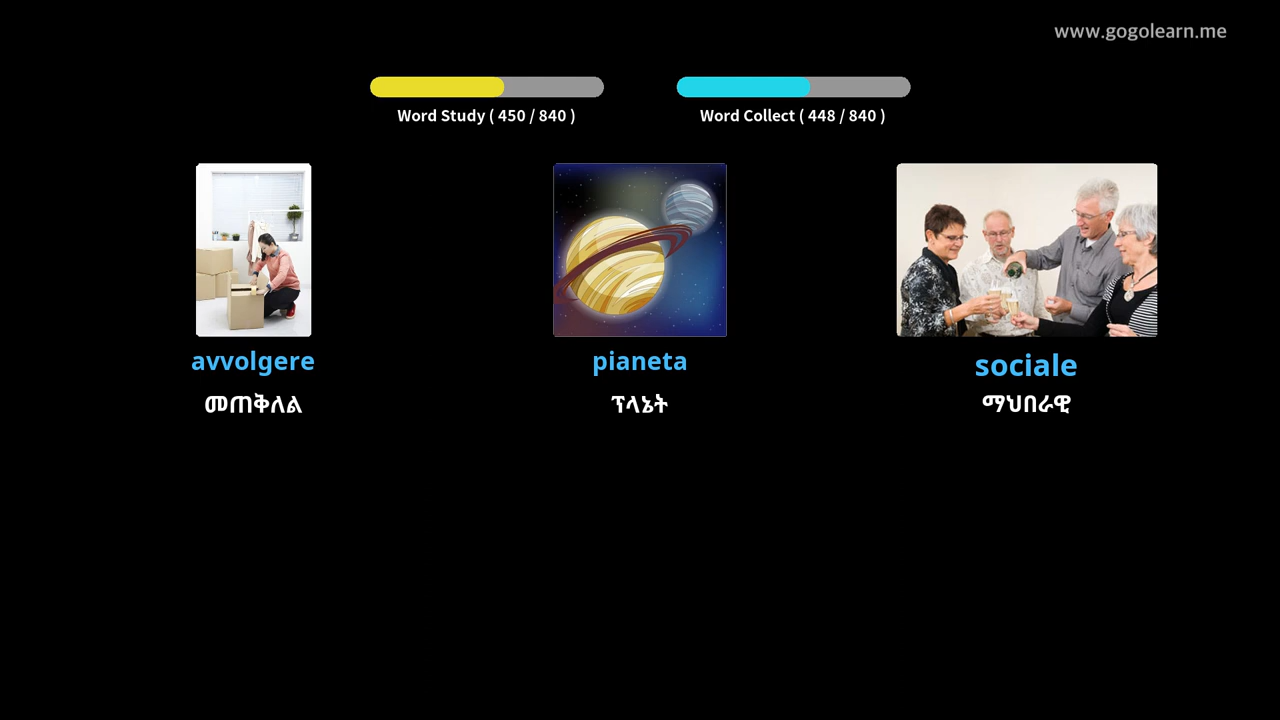 www.gogolearn.me
Word Study ( 450 / 840 )
Word Collect ( 448 / 840 )
avvolgere
pianeta
sociale
መጠቅለል
ፕላኔት
ማህበራዊ